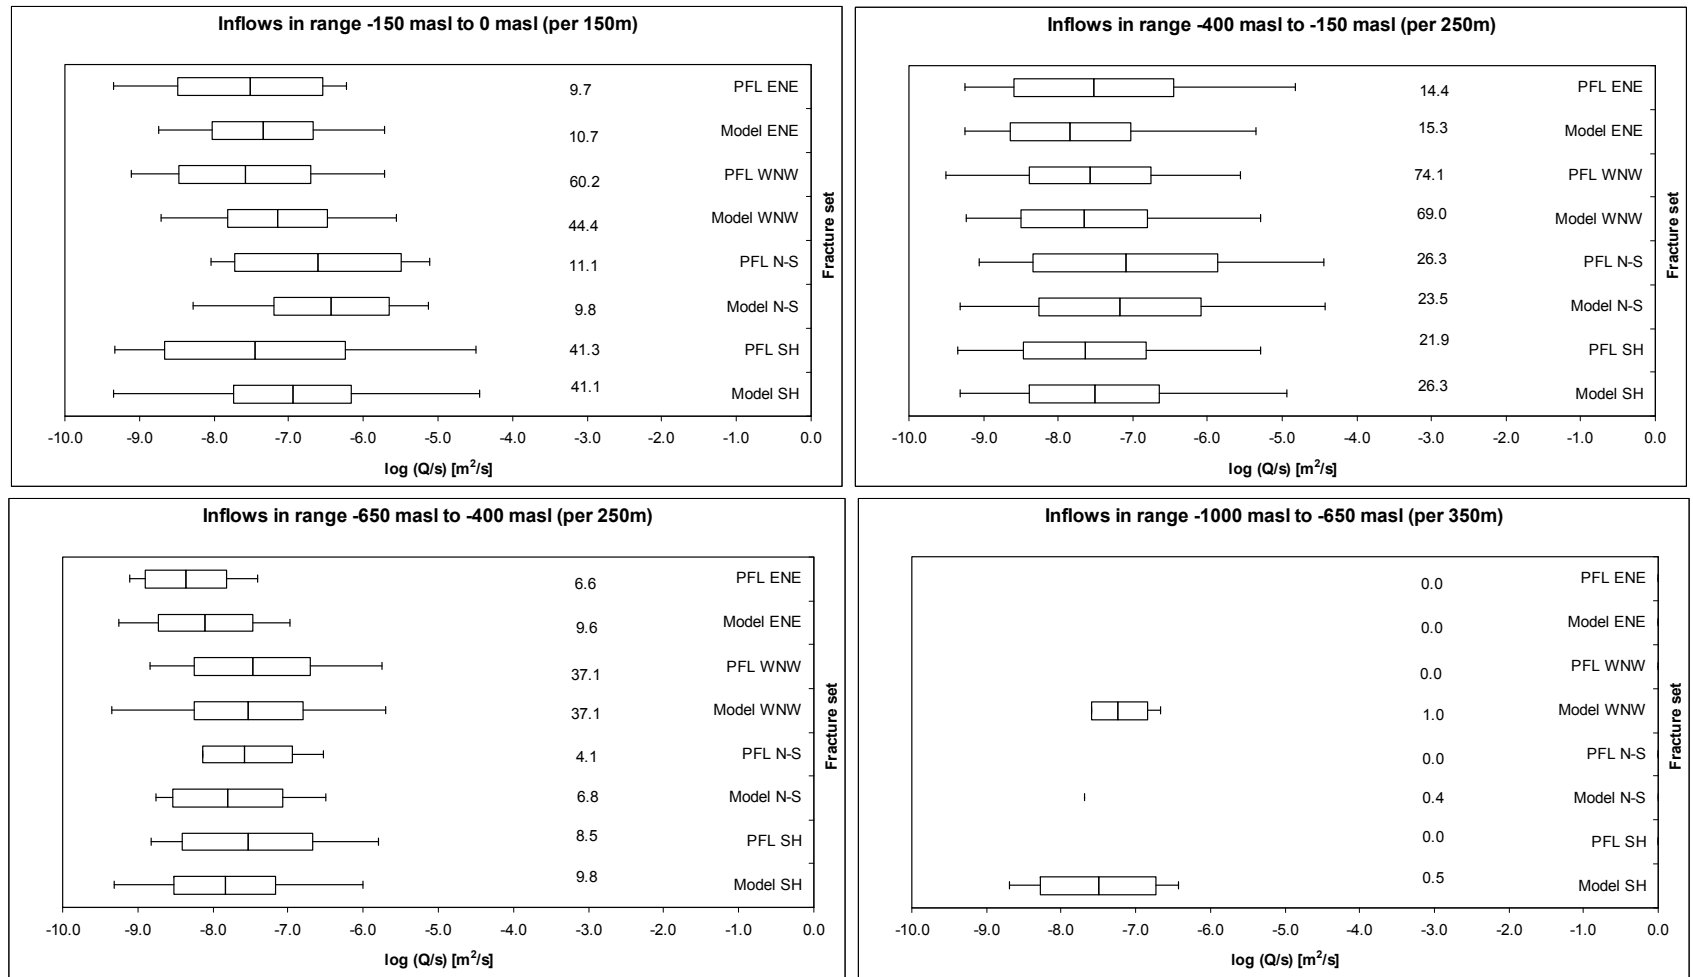 Inflows in range -150 masl to 0 masl (per 150m)
9.7 PFL ENE
10.7 Model ENE
60.2 PFL WNW
44.4 Model WNW
11.1 PFL N-S
9.8 Model N-S
41.3 PFL SH
41.1 Model SH
Fracture set
-10.0 -9.0 -8.0 -7.0 -6.0 -5.0 -4.0 -3.0 -2.0 -1.0 0.0
log (Q/s) [m²/s]
Inflows in range -400 masl to -150 masl (per 250m)
14.4 PFL ENE
15.3 Model ENE
74.1 PFL WNW
69.0 Model WNW
26.3 PFL N-S
23.5 Model N-S
21.9 PFL SH
26.3 Model SH
Fracture set
-10.0 -9.0 -8.0 -7.0 -6.0 -5.0 -4.0 -3.0 -2.0 -1.0 0.0
log (Q/s) [m²/s]
Inflows in range -650 masl to -400 masl (per 250m)
6.6 PFL ENE
9.6 Model ENE
37.1 PFL WNW
37.1 Model WNW
4.1 PFL N-S
6.8 Model N-S
8.5 PFL SH
9.8 Model SH
Fracture set
-10.0 -9.0 -8.0 -7.0 -6.0 -5.0 -4.0 -3.0 -2.0 -1.0 0.0
log (Q/s) [m²/s]
Inflows in range -1000 masl to -650 masl (per 350m)
0.0 PFL ENE
0.0 Model ENE
0.0 PFL WNW
1.0 Model WNW
0.0 PFL N-S
0.4 Model N-S
0.0 PFL SH
0.5 Model SH
Fracture set
-10.0 -9.0 -8.0 -7.0 -6.0 -5.0 -4.0 -3.0 -2.0 -1.0 0.0
log (Q/s) [m²/s]